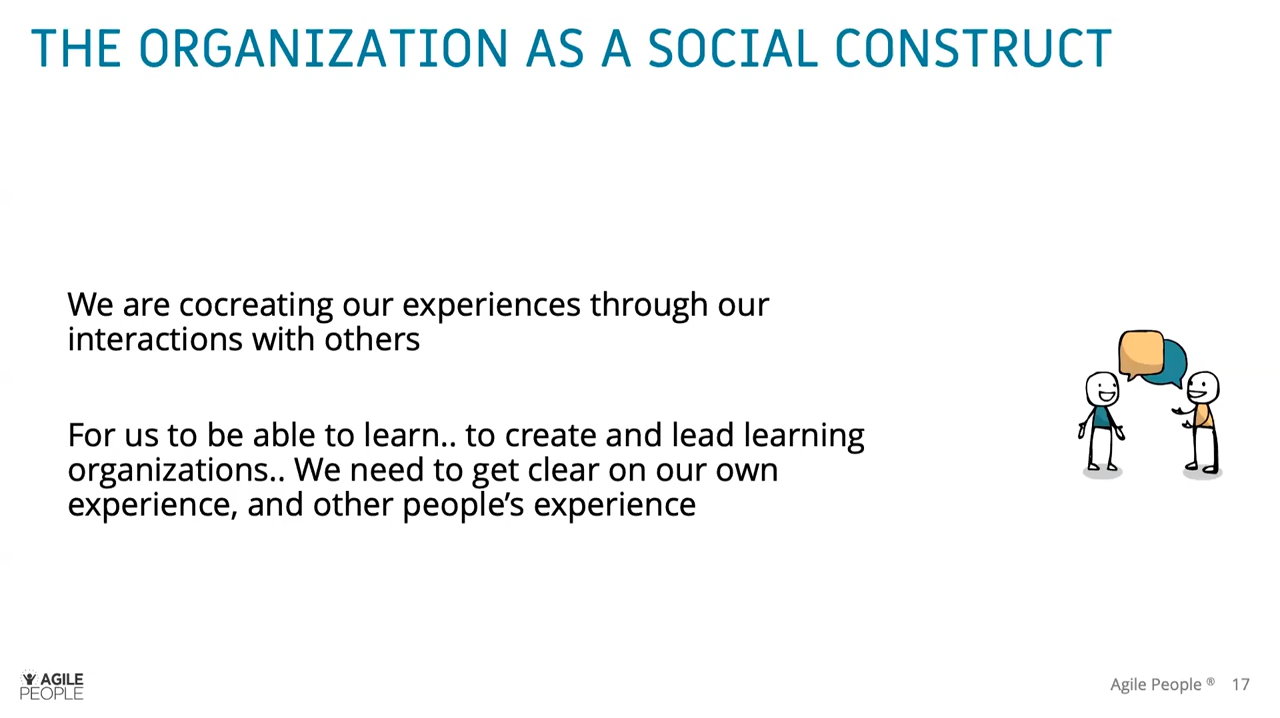 THE ORGANIZATION AS A SOCIAL CONSTRUCT
We are cocreating our experiences through our
interactions with others
For us to be able to learn.. to create and lead learning
organizations.. We need to get clear on our own
experience, and other people’s experience
AGILE
PEOPLE
Agile People ® 17